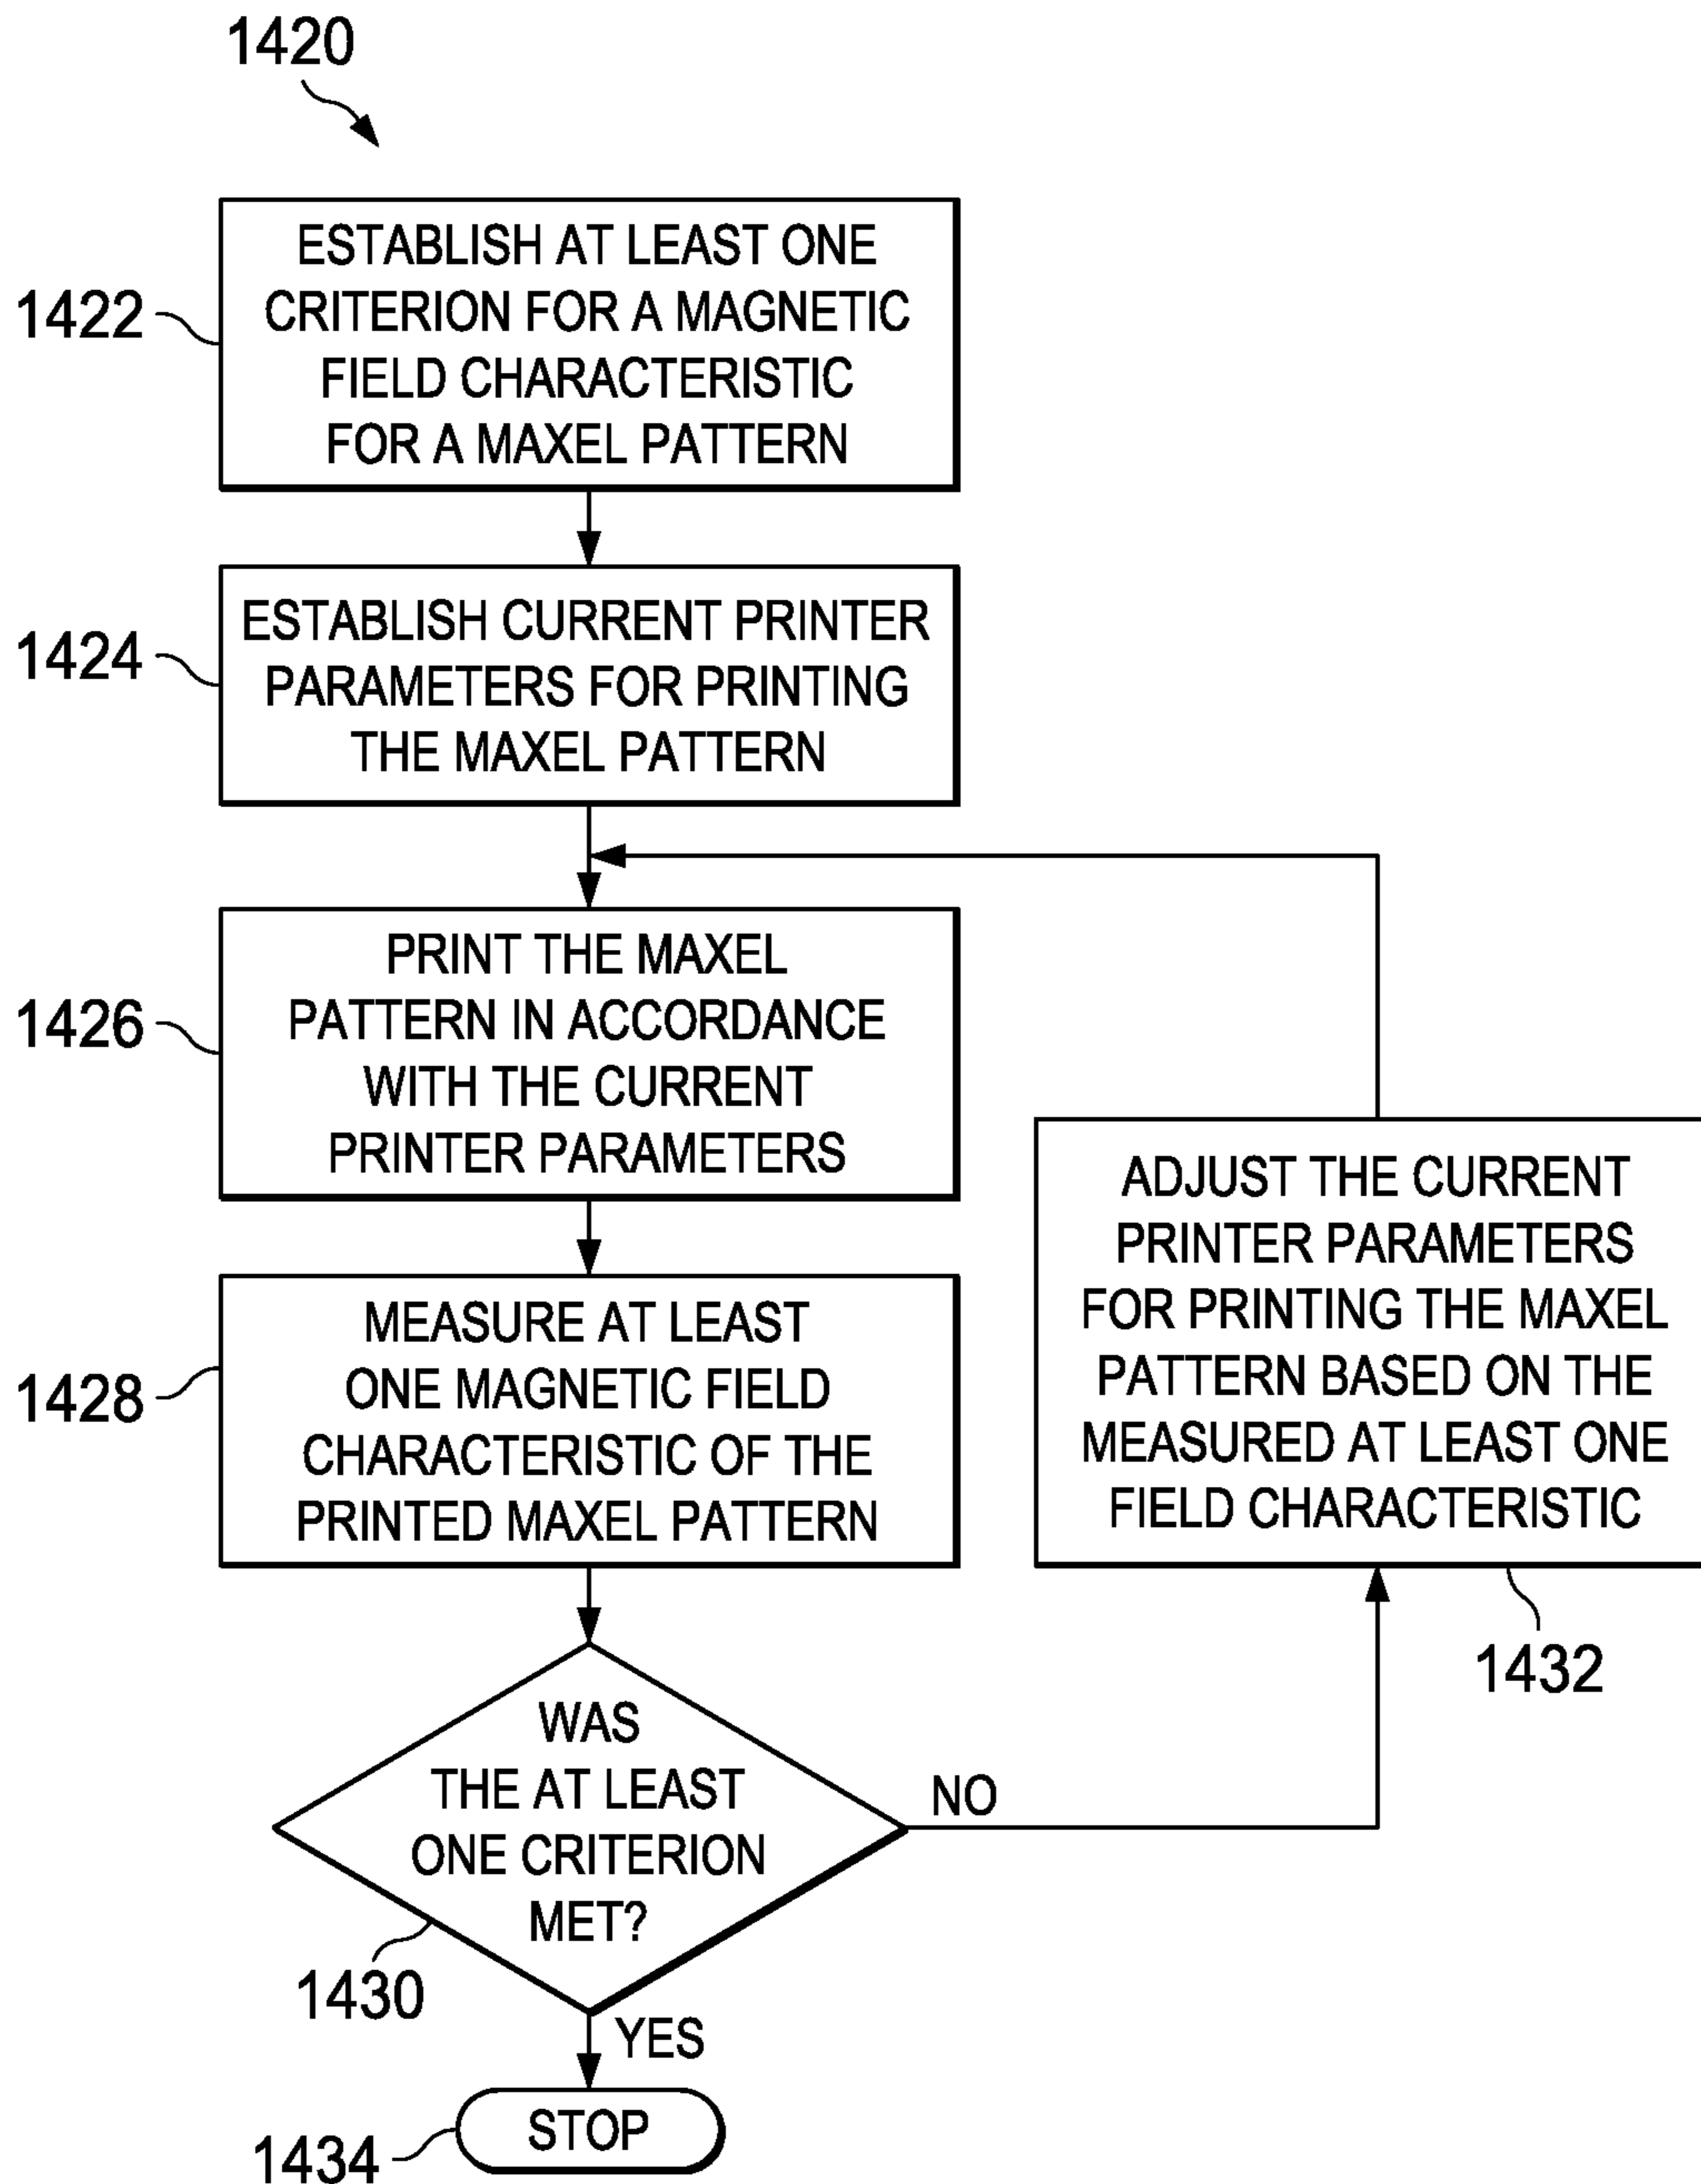 1420
1422
ESTABLISH AT LEAST ONE
CRITERION FOR A MAGNETIC
FIELD CHARACTERISTIC
FOR A MAXEL PATTERN
1424
ESTABLISH CURRENT PRINTER
PARAMETERS FOR PRINTING
THE MAXEL PATTERN
1426
PRINT THE MAXEL
PATTERN IN ACCORDANCE
WITH THE CURRENT
PRINTER PARAMETERS
1428
MEASURE AT LEAST
ONE MAGNETIC FIELD
CHARACTERISTIC OF THE
PRINTED MAXEL PATTERN
ADJUST THE CURRENT
PRINTER PARAMETERS
FOR PRINTING THE MAXEL
PATTERN BASED ON THE
MEASURED AT LEAST ONE
FIELD CHARACTERISTIC
1432
WAS
THE AT LEAST
ONE CRITERION
MET?
NO
1430
YES
STOP
1434